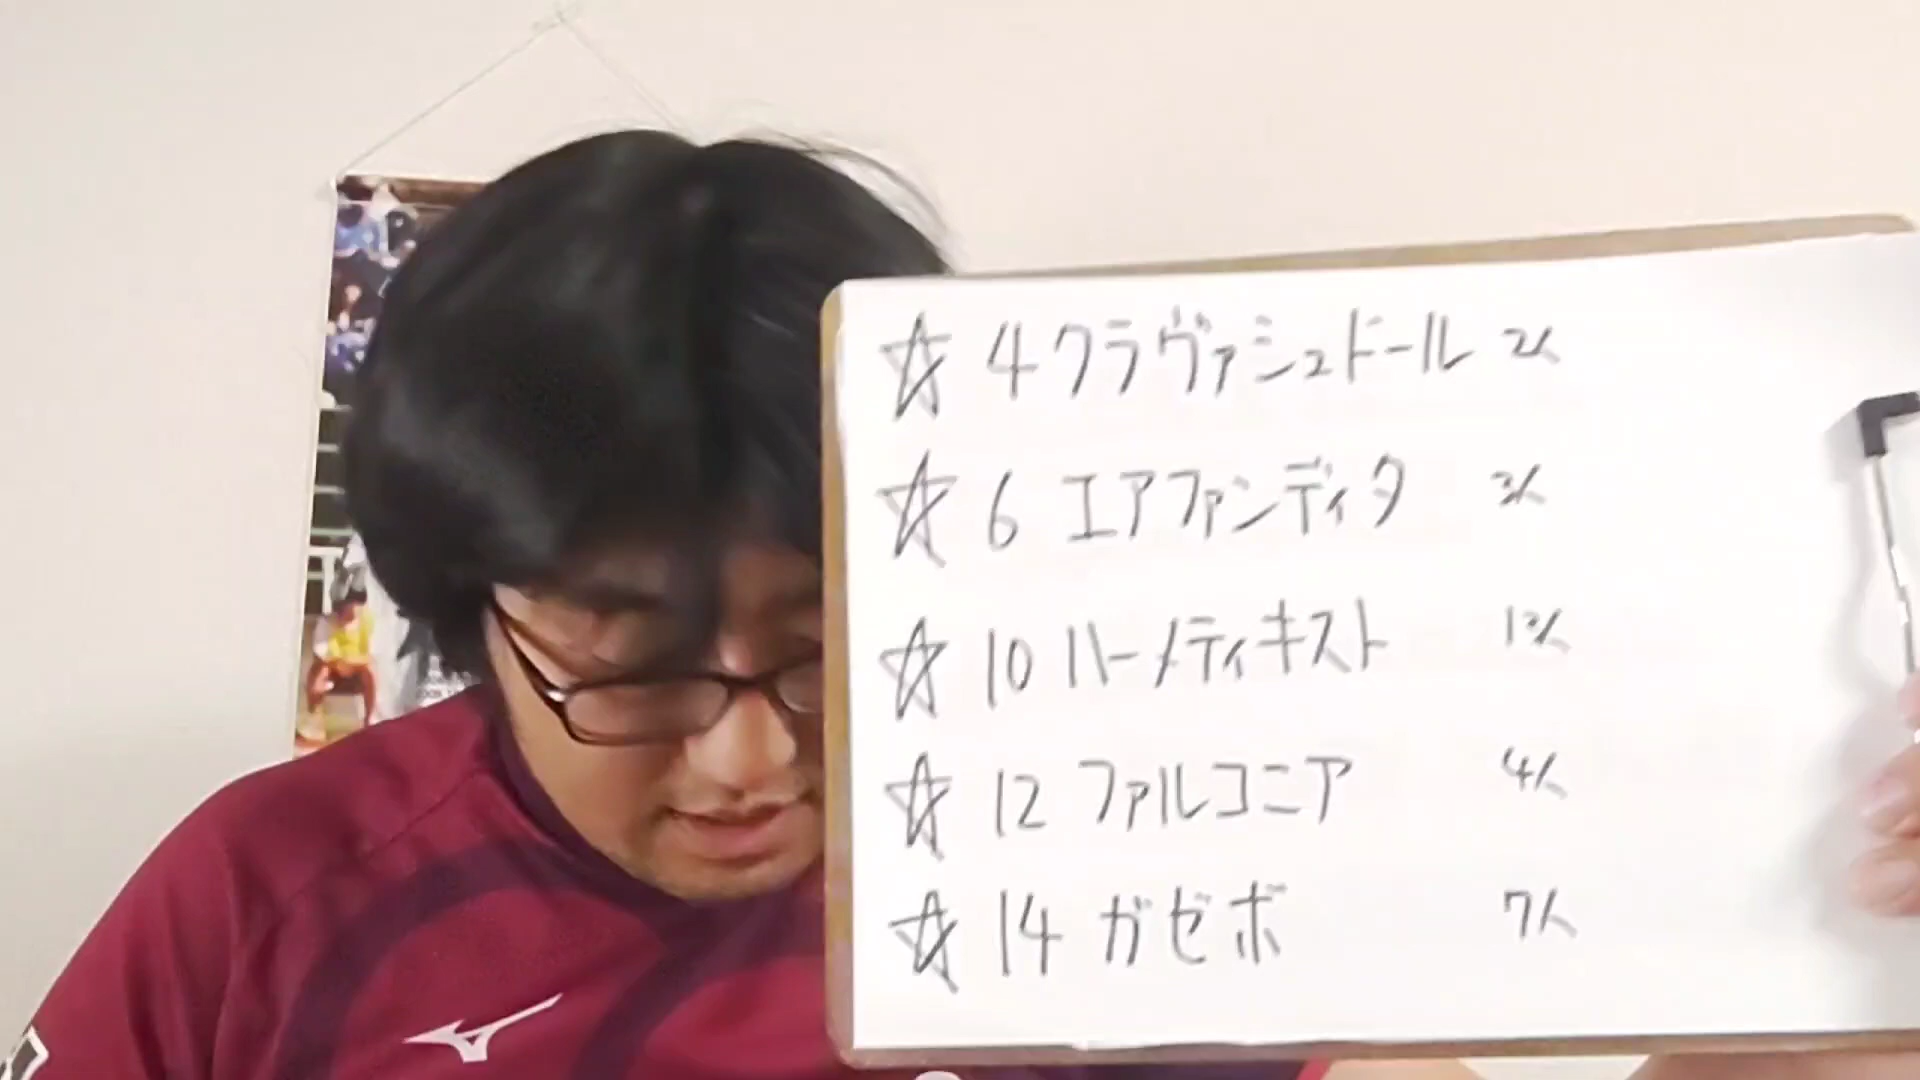 ☆ 4 クラヴァシュドール 2人
☆ 6 エアファンディタ 3人
☆ 10 ハーメティキスト 12人
☆ 12 ファルコニア 4人
☆ 14 ガゼボ 7人